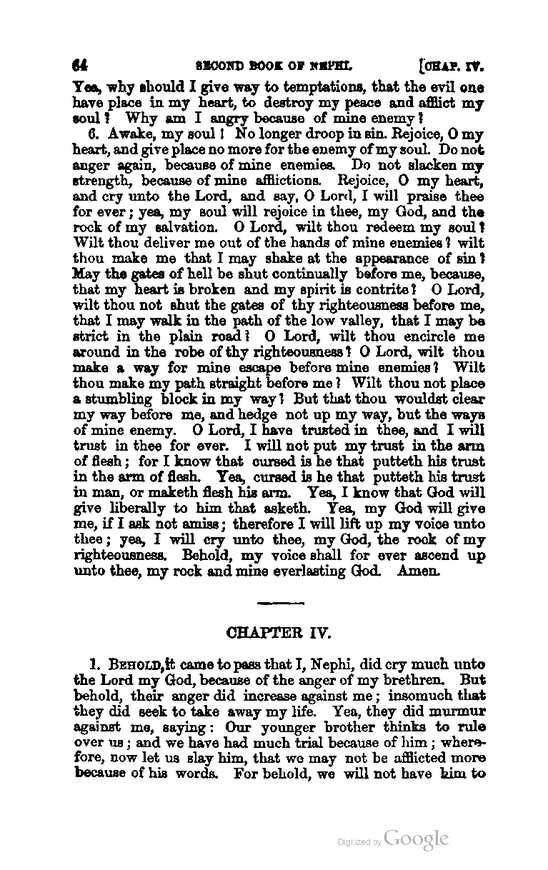 64 SECOND BOOK OF NEPHI. [CHAP. IV.
Yea, why should I give way to temptations, that the evil one
have place in my heart, to destroy my peace and afflict my
soul? Why am I angry because of mine enemy?
6. Awake, my soul! No longer droop in sin. Rejoice, O my
heart, and give place no more for the enemy of my soul. Do not
anger again, because of mine enemies. Do not slacken my
strength, because of mine afflictions. Rejoice, O my heart,
and cry unto the Lord, and say, O Lord, I will praise thee
for ever; yea, my soul will rejoice in thee, my God, and the
rock of my salvation. O Lord, wilt thou redeem my soul?
Wilt thou deliver me out of the hands of mine enemies? wilt
thou make me that I may shake at the appearance of sin?
May the gates of hell be shut continually before me, because,
that my heart is broken and my spirit is contrite? O Lord,
wilt thou not shut the gates of thy righteousness before me,
that I may walk in the path of the low valley, that I may be
strict in the plain road? O Lord, wilt thou encircle me
around in the robe of thy righteousness? O Lord, wilt thou
make a way for mine escape before mine enemies? Wilt
thou make my path straight before me? Wilt thou not place
a stumbling block in my way? But that thou wouldst clear
my way before me, and hedge not up my way, but the ways
of mine enemy. O Lord, I have trusted in thee, and I will
trust in thee for ever. I will not put my trust in the arm
of flesh; for I know that cursed is he that putteth his trust
in the arm of flesh. Yea, cursed is he that putteth his trust
in man, or maketh flesh his arm. Yea, I know that God will
give liberally to him that asketh. Yea, my God will give
me, if I ask not amiss; therefore I will lift up my voice unto
thee; yea, I will cry unto thee, my God, the rock of my
righteousness. Behold, my voice shall for ever ascend up
unto thee, my rock and mine everlasting God. Amen.
CHAPTER IV.
1. BEHOLD, it came to pass that I, Nephi, did cry much unto
the Lord my God, because of the anger of my brethren. But
behold, their anger did increase against me; insomuch that
they did seek to take away my life. Yea, they did murmur
against me, saying: Our younger brother thinks to rule
over us; and we have had much trial because of him; where-
fore, now let us slay him, that we may not be afflicted more
because of his words. For behold, we will not have him to
Digitized by Google